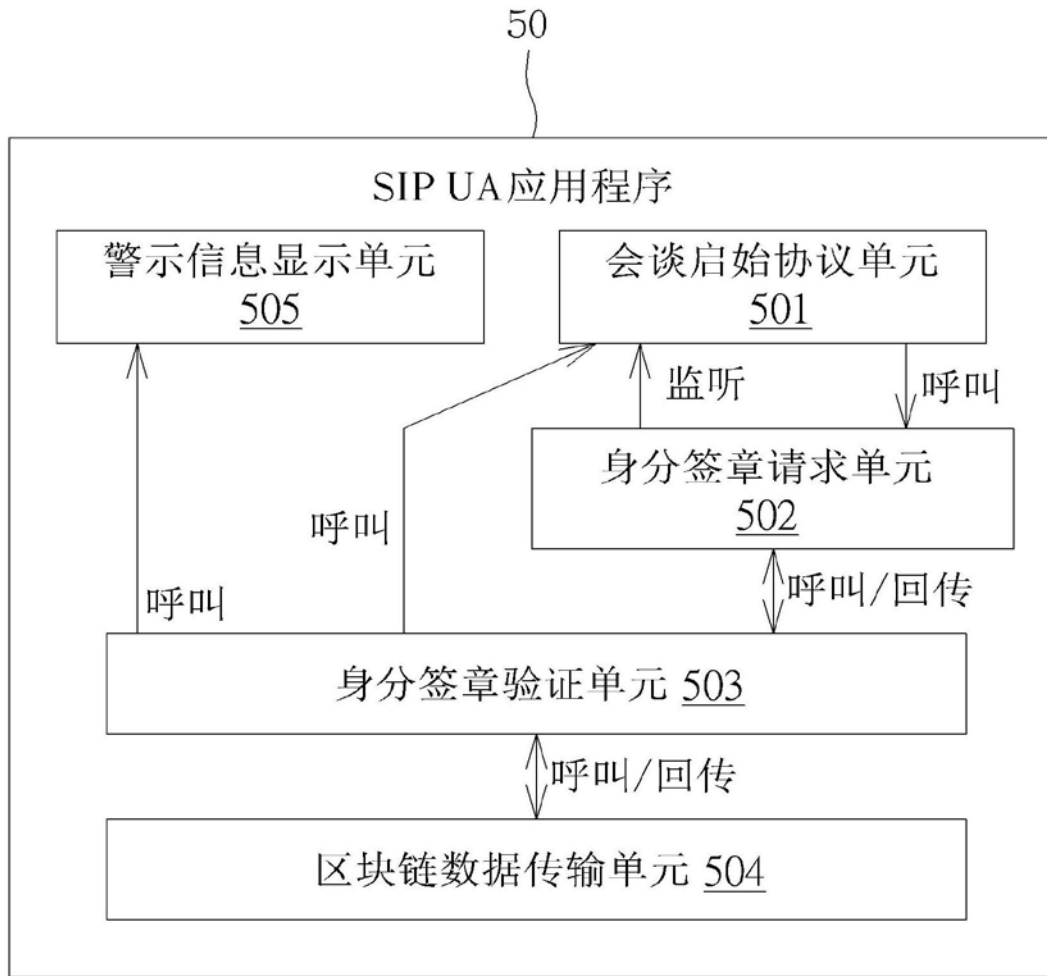 50
SIP UA应用程序
警示信息显示单元
505
会谈启始协议单元
501
监听
呼叫
身分签章请求单元
502
呼叫
呼叫/回传
呼叫
身分签章验证单元 503
呼叫/回传
区块链数据传输单元 504